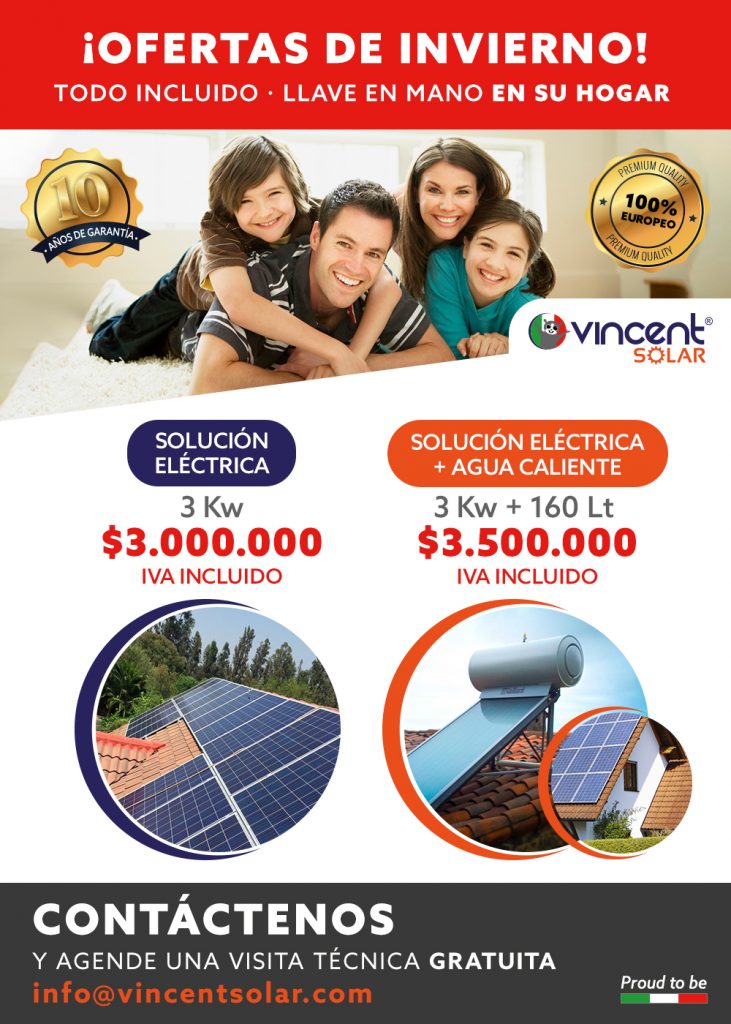 ¡OFERTAS DE INVIERNO!
TODO INCLUIDO · LLAVE EN MANO EN SU HOGAR
10
· AÑOS DE GARANTÍA ·
PREMIUM QUALITY
100%
EUROPEO
PREMIUM QUALITY
vincent®
SOLAR
SOLUCIÓN
ELÉCTRICA
3 Kw
$3.000.000
IVA INCLUIDO
SOLUCIÓN ELÉCTRICA
+ AGUA CALIENTE
3 Kw + 160 Lt
$3.500.000
IVA INCLUIDO
CONTÁCTENOS
Y AGENDE UNA VISITA TÉCNICA GRATUITA
info@vincentsolar.com
Proud to be